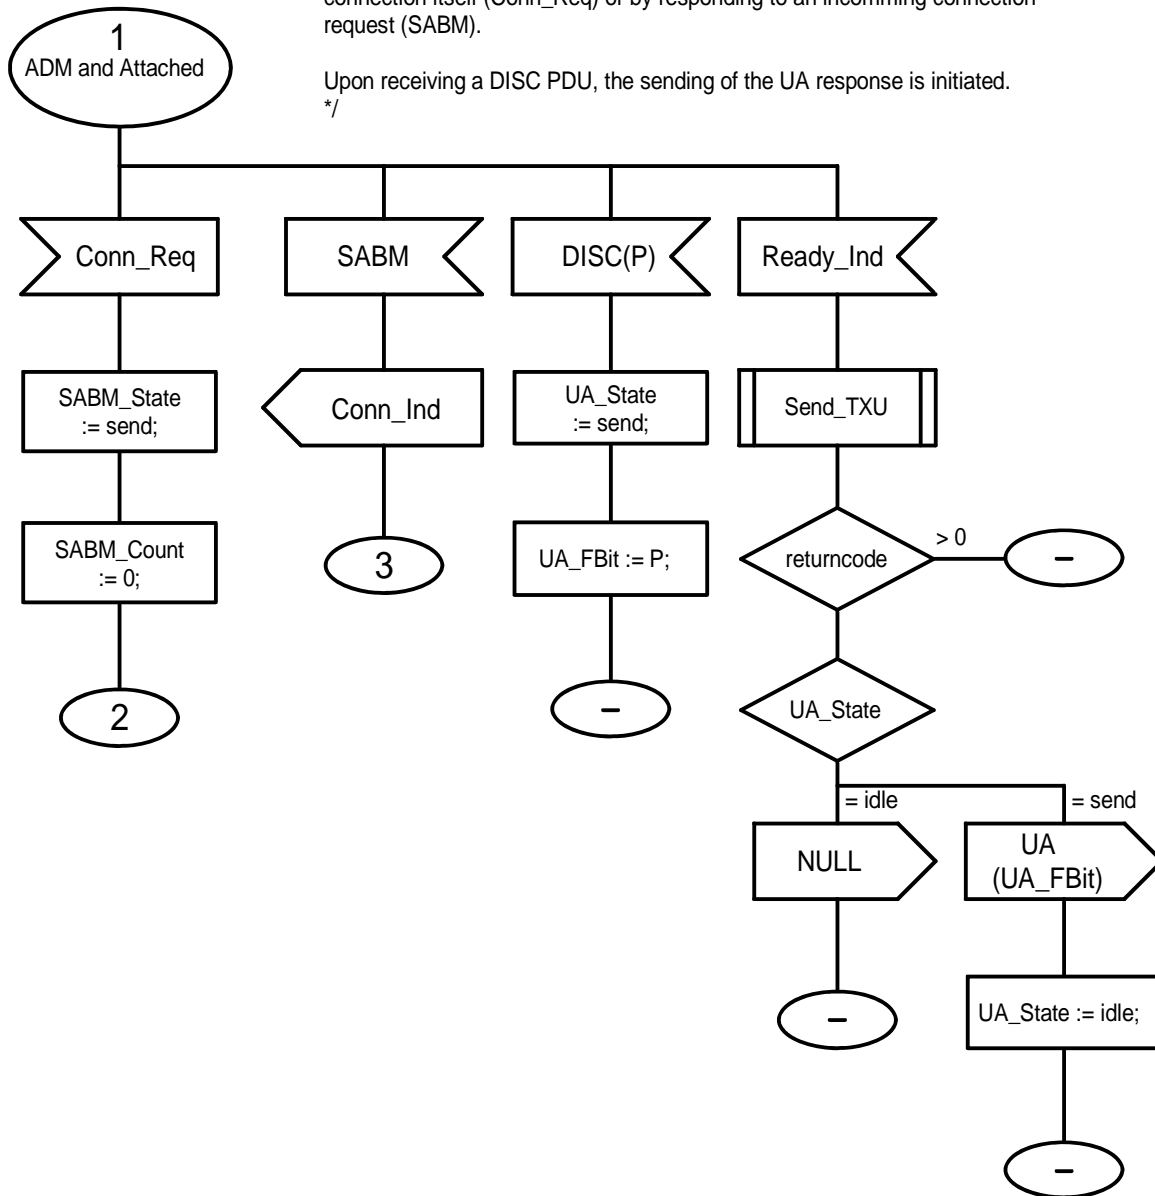 connection itself (Conn_Req) or by responding to an incomming connection
request (SABM).
Upon receiving a DISC PDU, the sending of the UA response is initiated.
*/
1
ADM and Attached
Conn_Req
SABM
DISC(P)
Ready_Ind
SABM_State
:= send;
Conn_Ind
UA_State
:= send;
Send_TXU
SABM_Count
:= 0;
3
UA_FBit := P;
returncode
> 0
–
2
–
UA_State
= idle
= send
NULL
UA
(UA_FBit)
–
UA_State := idle;
–